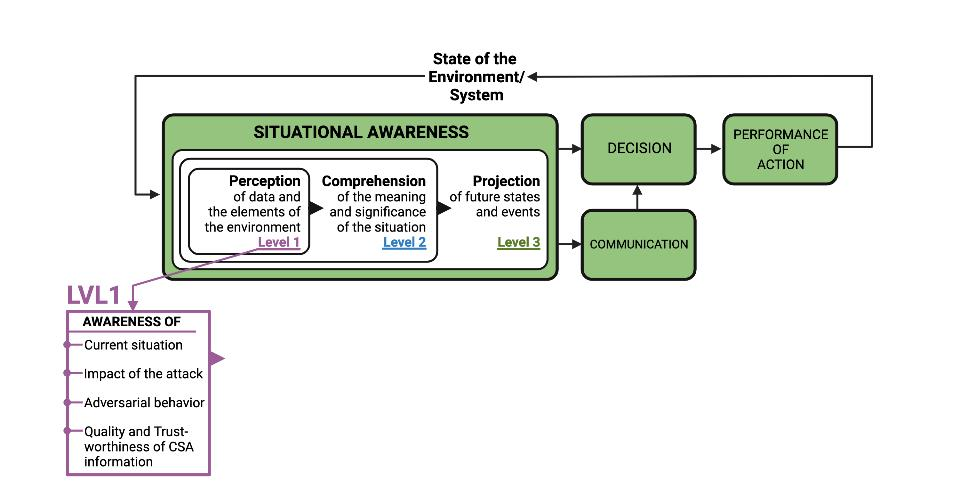 State of the
Environment/
System
SITUATIONAL AWARENESS
Perception
of data and
the elements of
the environment
Level 1
Comprehension
of the meaning
and significance
of the situation
Level 2
Projection
of future states
and events
Level 3
DECISION
PERFORMANCE
OF
ACTION
COMMUNICATION
LVL1
AWARENESS OF
Current situation
Impact of the attack
Adversarial behavior
Quality and Trust-
worthiness of CSA
information